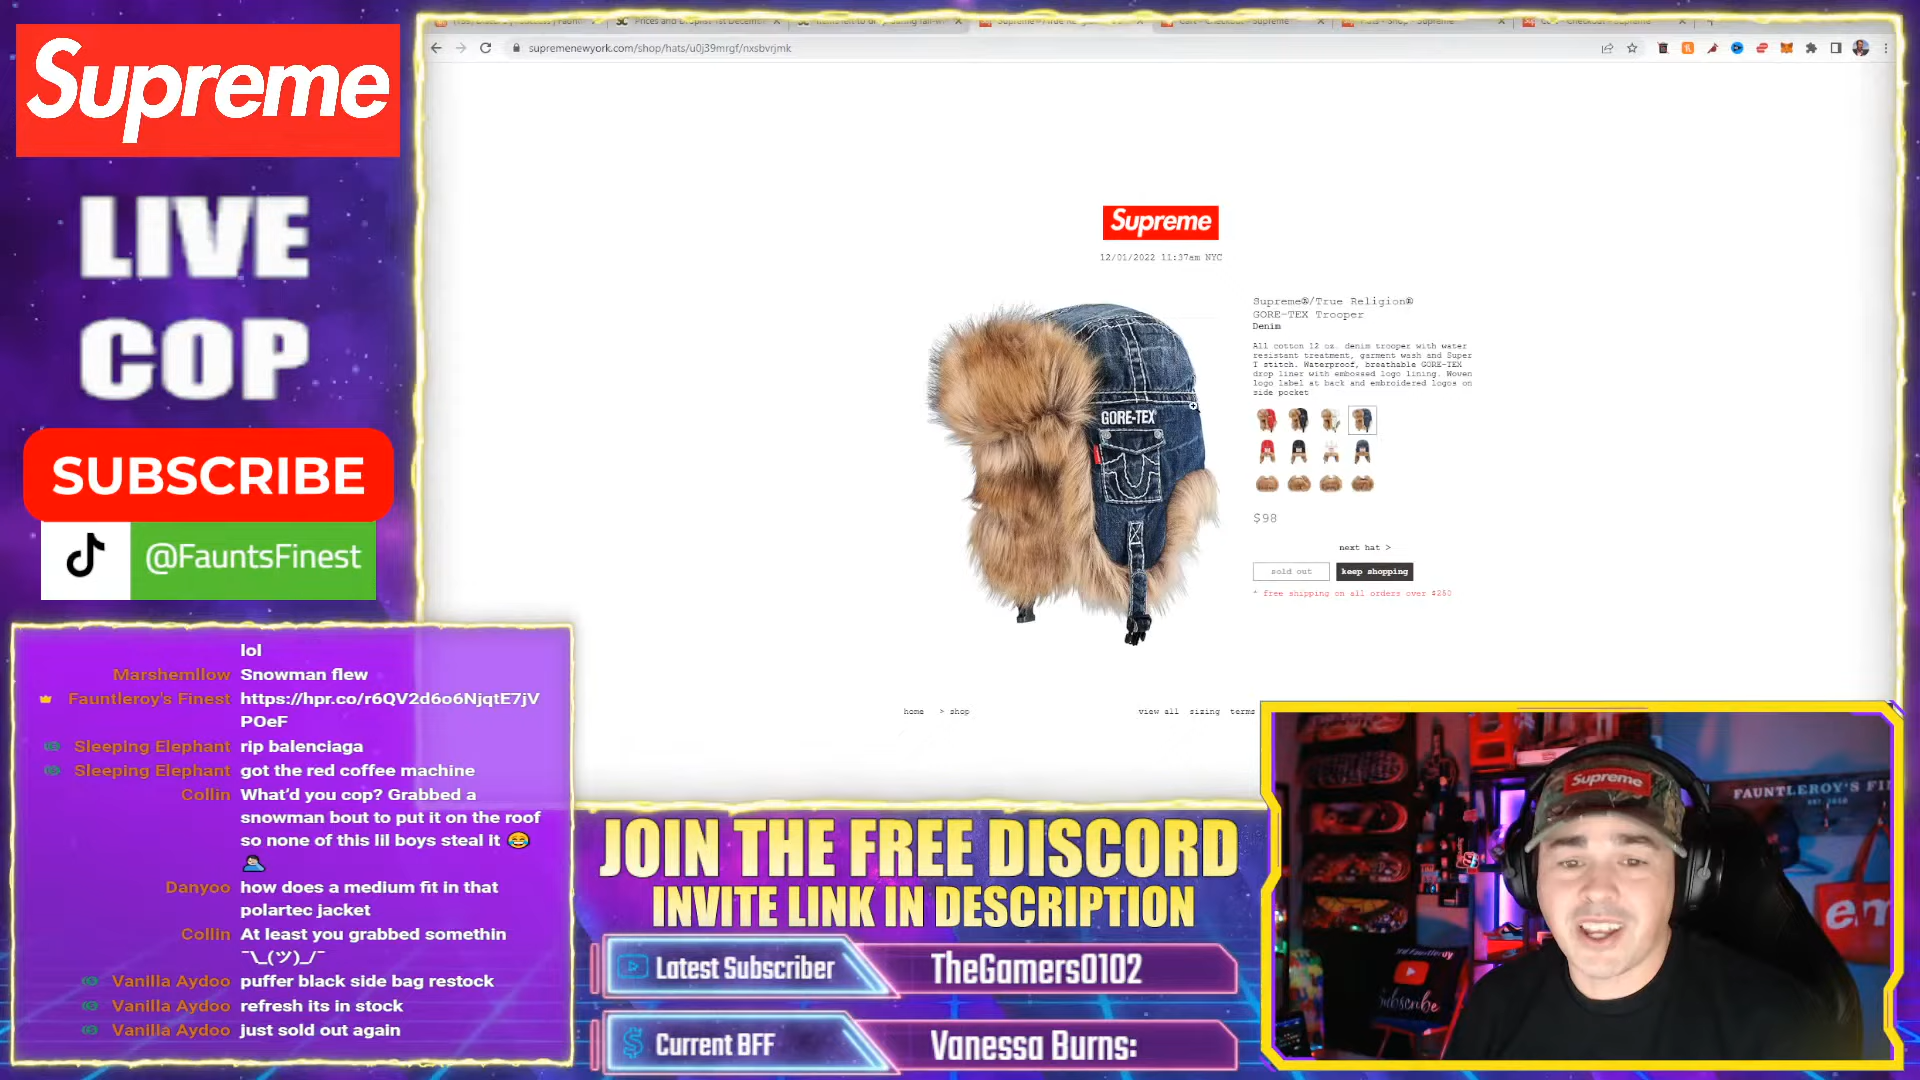 Supreme
LIVE
COP
SUBSCRIBE
@FauntsFinest
supremenewyork.com/shop/hats/u0j39mrgf/nxsbvrjmk
Supreme
12/01/2022 11:37am NYC
GORE-TEX
Supreme®/True Religion®
GORE-TEX Trooper
Denim
All cotton 12 oz. denim trooper with water
resistant treatment, garment wash and Super
T stitch. Waterproof, breathable GORE-TEX
drop liner with embossed logo lining. Woven
logo label at back and embroidered logos on
side pocket
$98
next hat >
sold out
keep shopping
* free shipping on all orders over $250
home > shop
view all sizing terms
lol
Marshemllow Snowman flew
Fauntleroy's Finest https://hpr.co/r6QV2d6o6NjqtE7jV
POeF
Sleeping Elephant rip balenciaga
Sleeping Elephant got the red coffee machine
Collin What'd you cop? Grabbed a
snowman bout to put it on the roof
so none of this lil boys steal it 😂
🤦🏻
Danyoo how does a medium fit in that
polartec jacket
Collin At least you grabbed somethin
¯\_(ツ)_/¯
Vanilla Aydoo puffer black side bag restock
Vanilla Aydoo refresh its in stock
Vanilla Aydoo just sold out again
JOIN THE FREE DISCORD
INVITE LINK IN DESCRIPTION
Latest Subscriber
TheGamers0102
Current BFF
Vanessa Burns:
Supreme
FAUNTLEROY'S FI
Subscribe
em